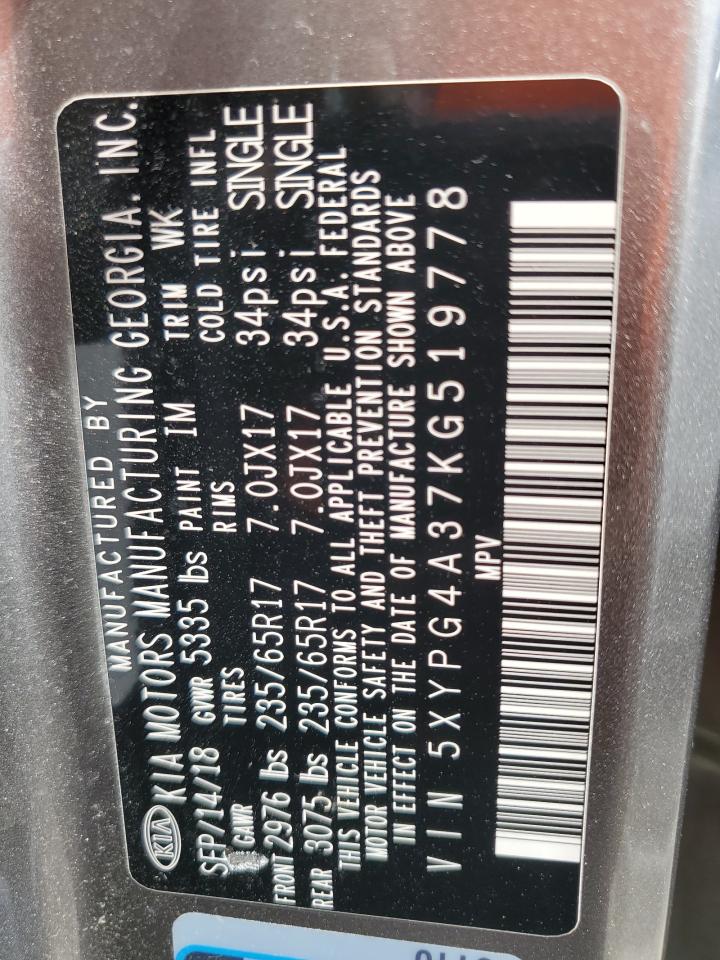 MANUFACTURED BY
KIA KIA MOTORS MANUFACTURING GEORGIA, INC.
SEP/14/18 GVWR 5335 lbs PAINT IM TRIM WK
GAWR TIRES RIMS COLD TIRE INFL
FRONT 2976 lbs 235/65R17 7.0JX17 34psi SINGLE
REAR 3075 lbs 235/65R17 7.0JX17 34psi SINGLE
THIS VEHICLE CONFORMS TO ALL APPLICABLE U.S.A. FEDERAL
MOTOR VEHICLE SAFETY AND THEFT PREVENTION STANDARDS
IN EFFECT ON THE DATE OF MANUFACTURE SHOWN ABOVE
VIN 5XYPG4A37KG519778
MPV